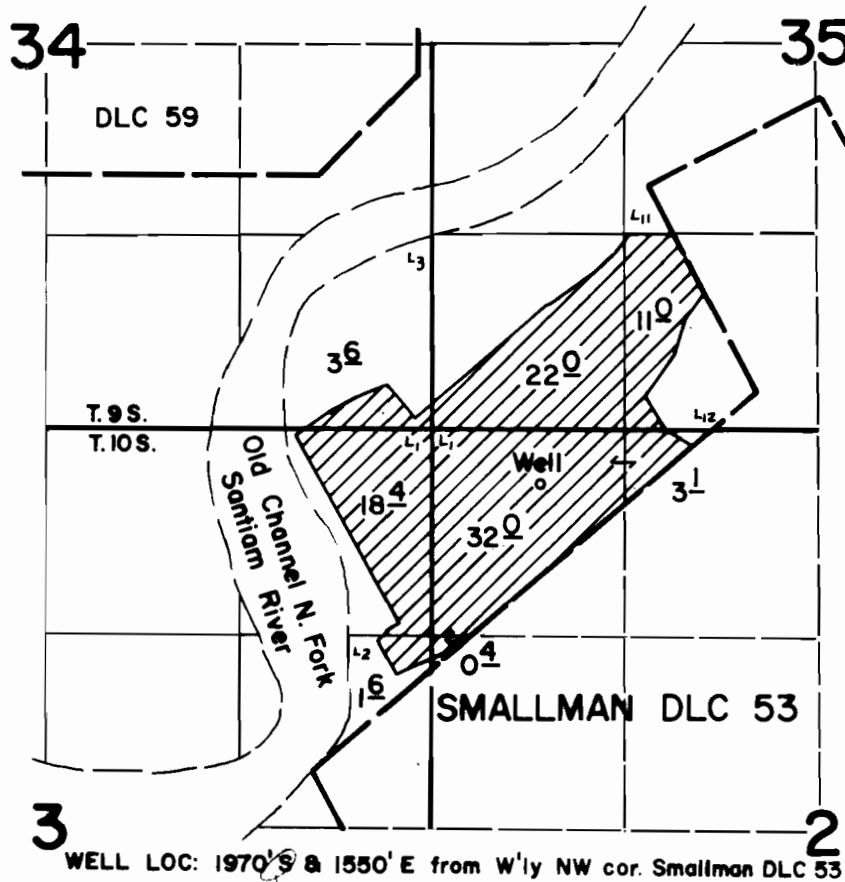 34
35
DLC 59
L11
L3
11 0
3 6
22 0
T. 9 S.
L12
T. 10 S.
L1 L1
Well
3 1
18 4
32 0
Old Channel N. Fork
Santiam River
L2
0 4
1 6
SMALLMAN DLC 53
3
2
WELL LOC: 1970' S & 1550' E from W'ly NW cor. Smallman DLC 53